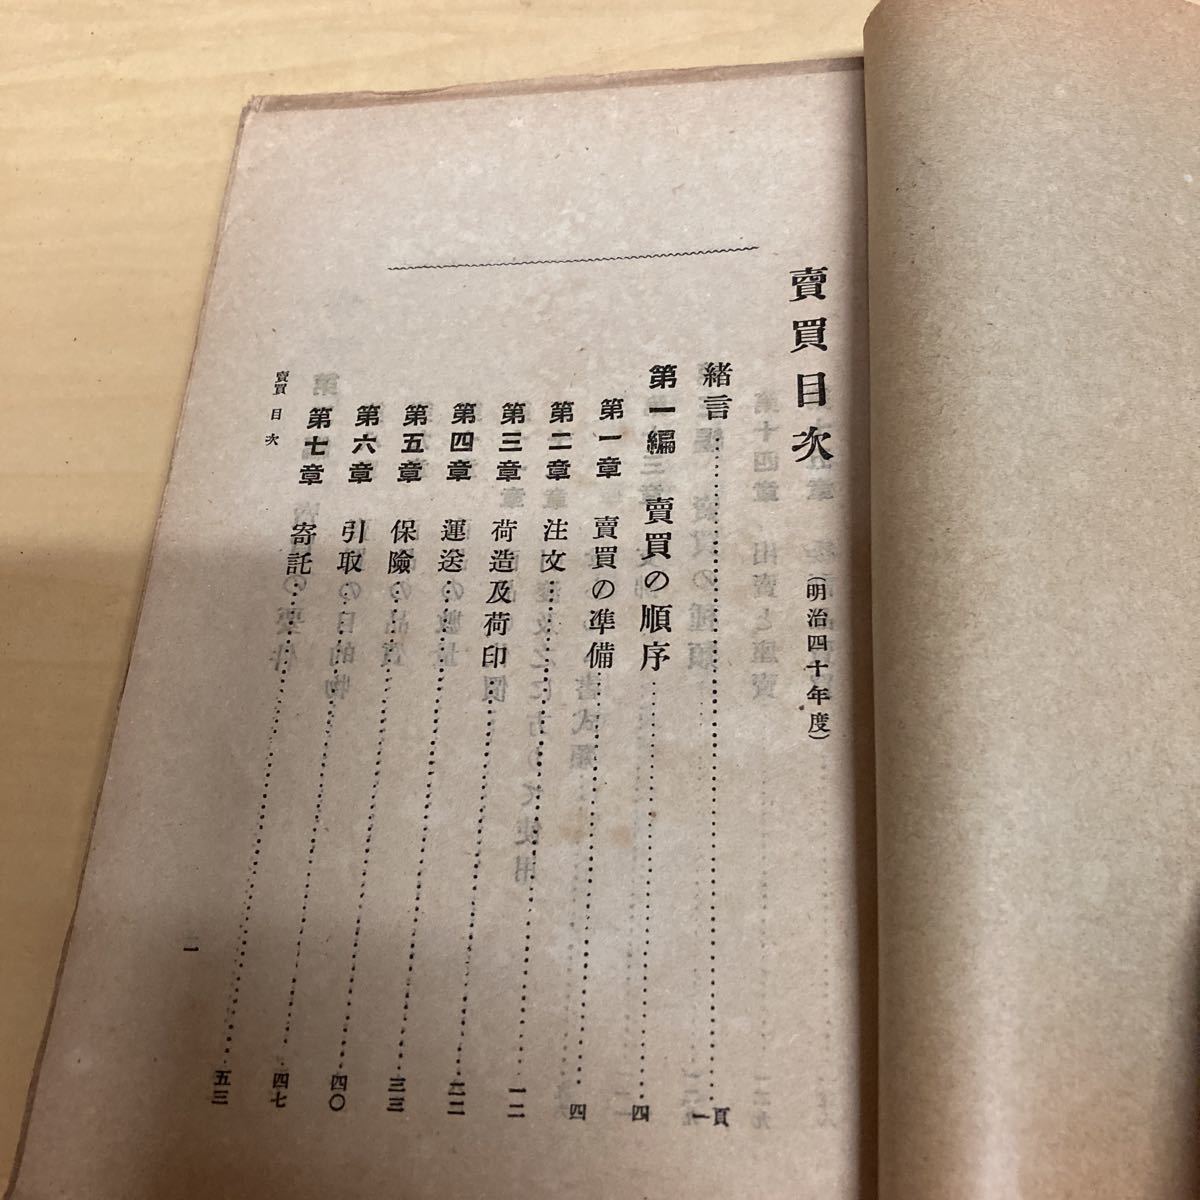 賣買目次
(明治四十年度)
緒言……一頁
第一編 賣買の順序……四
第一章 賣買の準備……四
第二章 注文……一二
第三章 荷造及荷印……二二
第四章 運送……三三
第五章 保險……四〇
第六章 引取……四七
第七章 寄託……五三
賣買目次
一